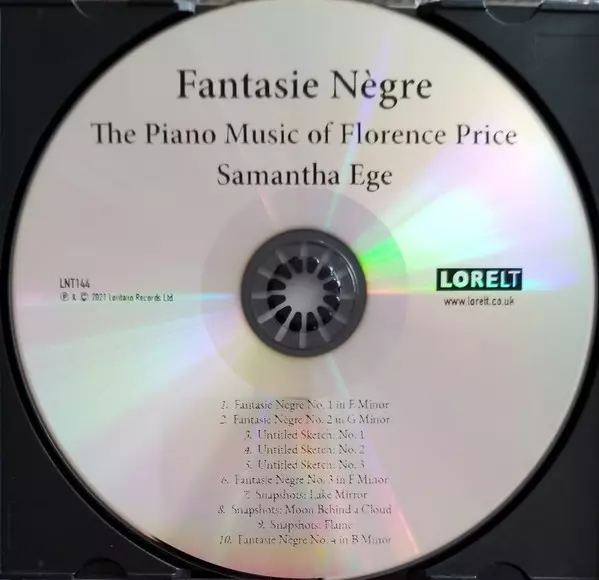 Fantasie Nègre
The Piano Music of Florence Price
Samantha Ege
LNT144
℗ & © 2021 Lontano Records Ltd
LORELT
www.lorelt.co.uk
1. Fantasie Nègre No. 1 in E Minor
2. Fantasie Nègre No. 2 in G Minor
3. Untitled Sketch: No. 1
4. Untitled Sketch: No. 2
5. Untitled Sketch: No. 3
6. Fantasie Nègre No. 3 in F Minor
7. Snapshots: Lake Mirror
8. Snapshots: Moon Behind a Cloud
9. Snapshots: Flame
10. Fantasie Nègre No. 4 in B Minor